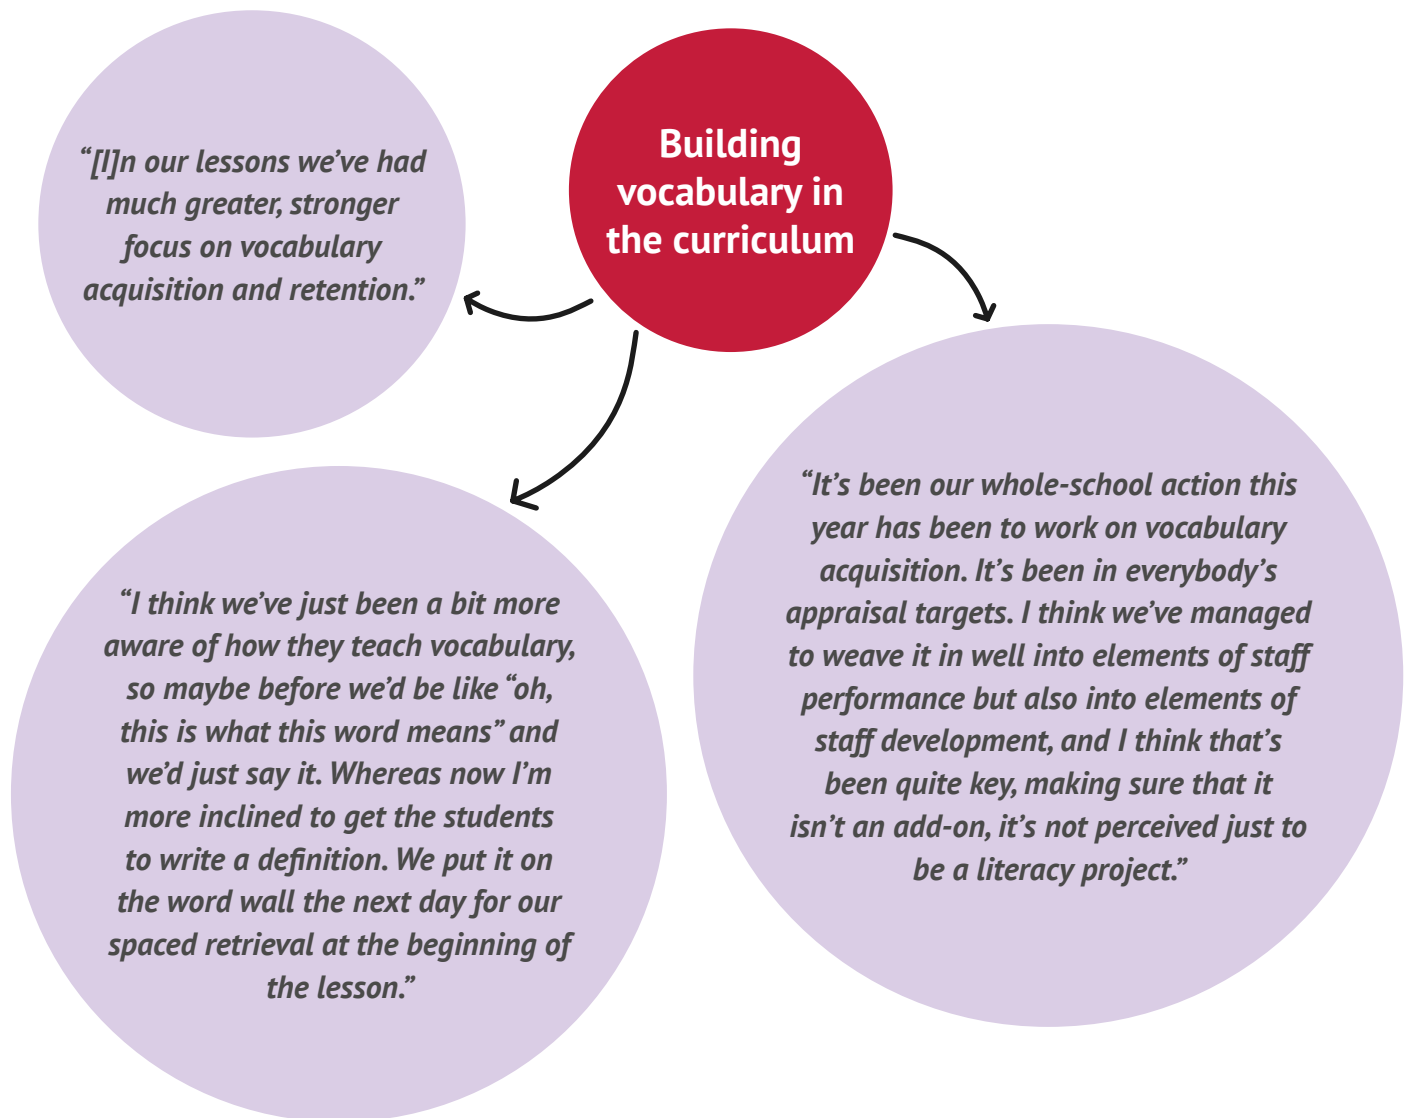 Building
vocabulary in
the curriculum
“[I]n our lessons we’ve had
much greater, stronger
focus on vocabulary
acquisition and retention.”
“I think we’ve just been a bit more
aware of how they teach vocabulary,
so maybe before we’d be like “oh,
this is what this word means” and
we’d just say it. Whereas now I’m
more inclined to get the students
to write a definition. We put it on
the word wall the next day for our
spaced retrieval at the beginning of
the lesson.”
“It’s been our whole-school action this
year has been to work on vocabulary
acquisition. It’s been in everybody’s
appraisal targets. I think we’ve managed
to weave it in well into elements of staff
performance but also into elements of
staff development, and I think that’s
been quite key, making sure that it
isn’t an add-on, it’s not perceived just to
be a literacy project.”